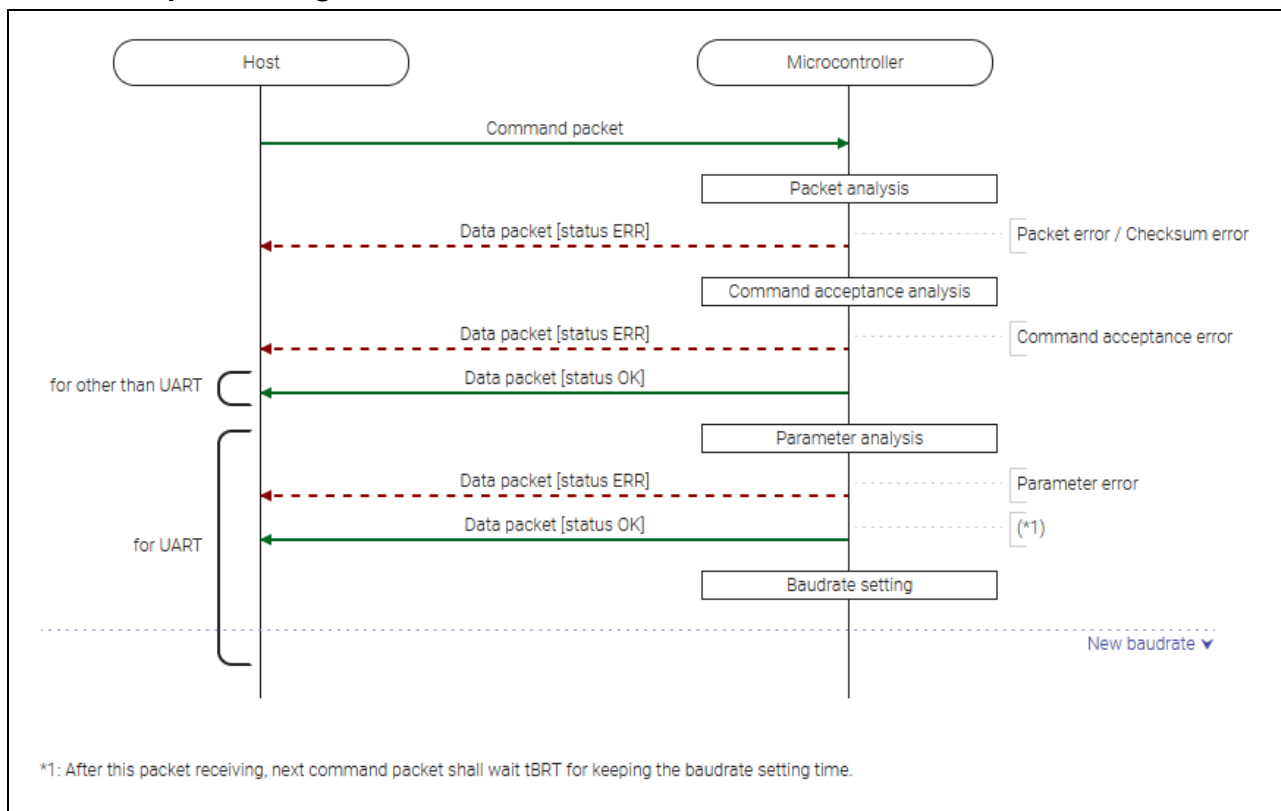 Host
Microcontroller
Command packet
Packet analysis
Data packet [status ERR]
Packet error / Checksum error
Command acceptance analysis
Data packet [status ERR]
Command acceptance error
for other than UART
Data packet [status OK]
Parameter analysis
Data packet [status ERR]
Parameter error
Data packet [status OK]
(*1)
for UART
Baudrate setting
New baudrate
*1: After this packet receiving, next command packet shall wait tBRT for keeping the baudrate setting time.